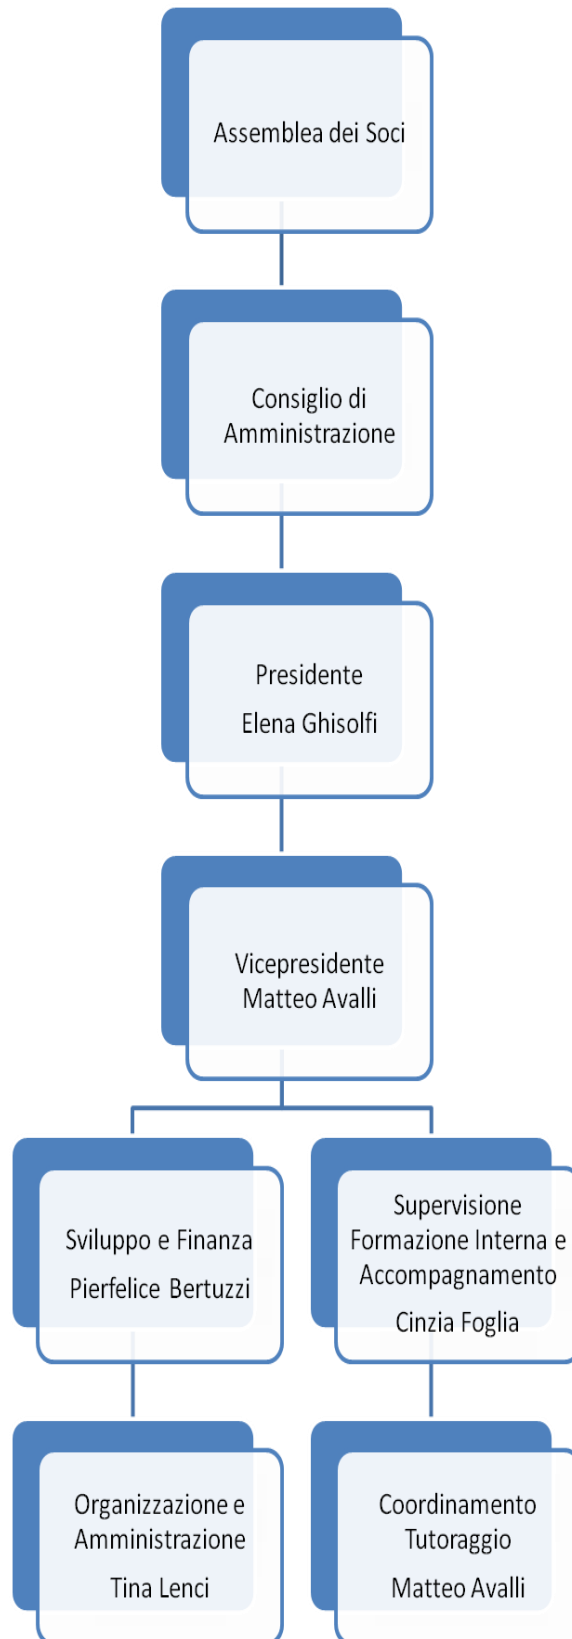 Assemblea dei Soci
Consiglio di
Amministrazione
Presidente
Elena Ghisolfi
Vicepresidente
Matteo Avalli
Sviluppo e Finanza
Pierfelice Bertuzzi
Supervisione
Formazione Interna e
Accompagnamento
Cinzia Foglia
Organizzazione e
Amministrazione
Tina Lenci
Coordinamento
Tutoraggio
Matteo Avalli